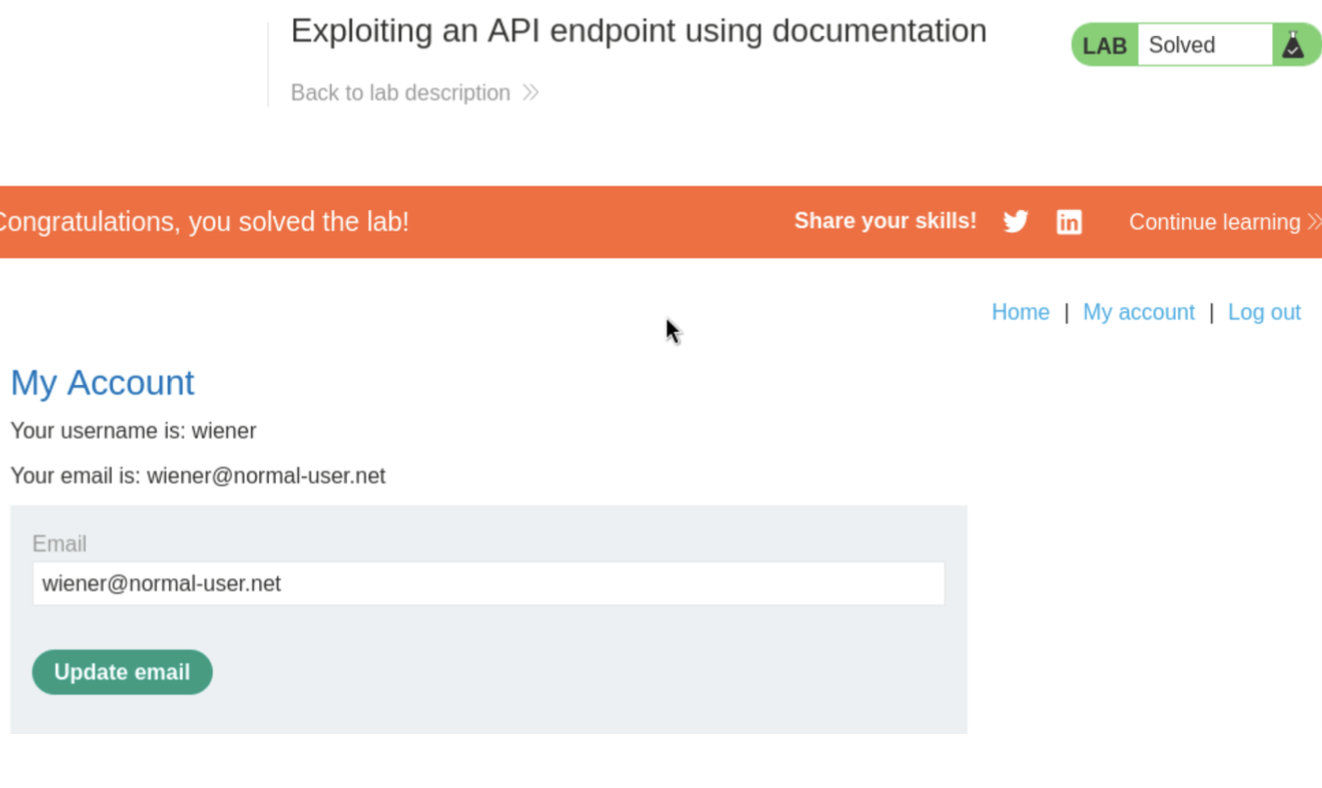 Exploiting an API endpoint using documentation
LAB Solved
Back to lab description
Congratulations, you solved the lab!
Share your skills!
Continue learning
Home | My account | Log out
My Account
Your username is: wiener
Your email is: wiener@normal-user.net
Email
wiener@normal-user.net
Update email